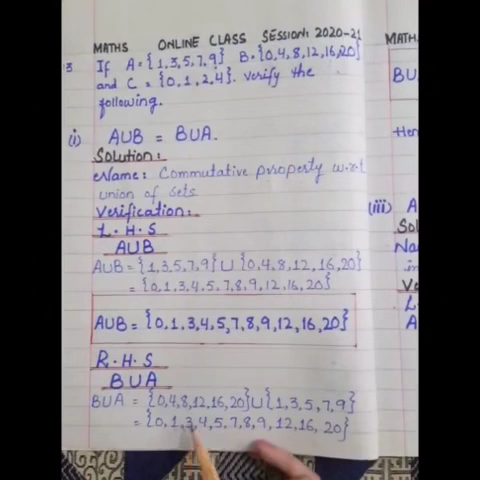 MATHS ONLINE CLASS SESSION: 2020-21
3 If A = {1,3,5,7,9} B = {0,4,8,12,16,20}
and C = {0,1,2,4}. Verify the
following.
(i) AUB = BUA.
Solution:
Name: Commutative property w.r.t
union of sets
Verification:
L.H.S
AUB
AUB = {1,3,5,7,9} U {0,4,8,12,16,20}
= {0,1,3,4,5,7,8,9,12,16,20}
AUB = {0,1,3,4,5,7,8,9,12,16,20}
R.H.S
BUA
BUA = {0,4,8,12,16,20} U {1,3,5,7,9}
= {0,1,3,4,5,7,8,9,12,16,20}
MATH
BU
Hen
(iii) A
Sol
Na
in
Ve
L
A